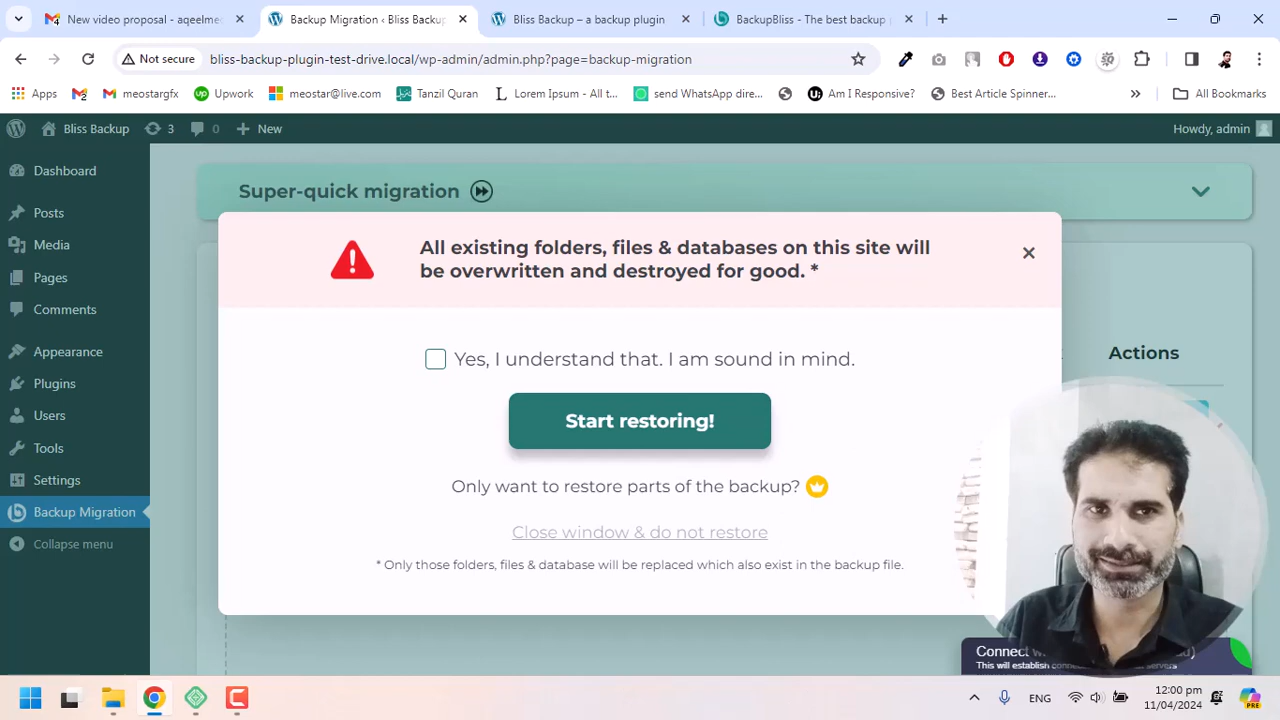 New video proposal - aqeelme
Backup Migration ‹ Bliss Backup
Bliss Backup – a backup plugin
BackupBliss - The best backup
Not secure
bliss-backup-plugin-test-drive.local/wp-admin/admin.php?page=backup-migration
Apps
meostargfx
Upwork
meostar@live.com
Tanzil Quran
Lorem Ipsum - All t...
send WhatsApp dire...
Am I Responsive?
Best Article Spinner...
All Bookmarks
Bliss Backup
3
0
New
Howdy, admin
Dashboard
Posts
Media
Pages
Comments
Appearance
Plugins
Users
Tools
Settings
Backup Migration
Collapse menu
Super-quick migration
All existing folders, files & databases on this site will
be overwritten and destroyed for good. *
Yes, I understand that. I am sound in mind.
Actions
Start restoring!
Only want to restore parts of the backup?
Close window & do not restore
* Only those folders, files & database will be replaced which also exist in the backup file.
Connect
This will establish
ENG
12:00 pm
11/04/2024
PRE